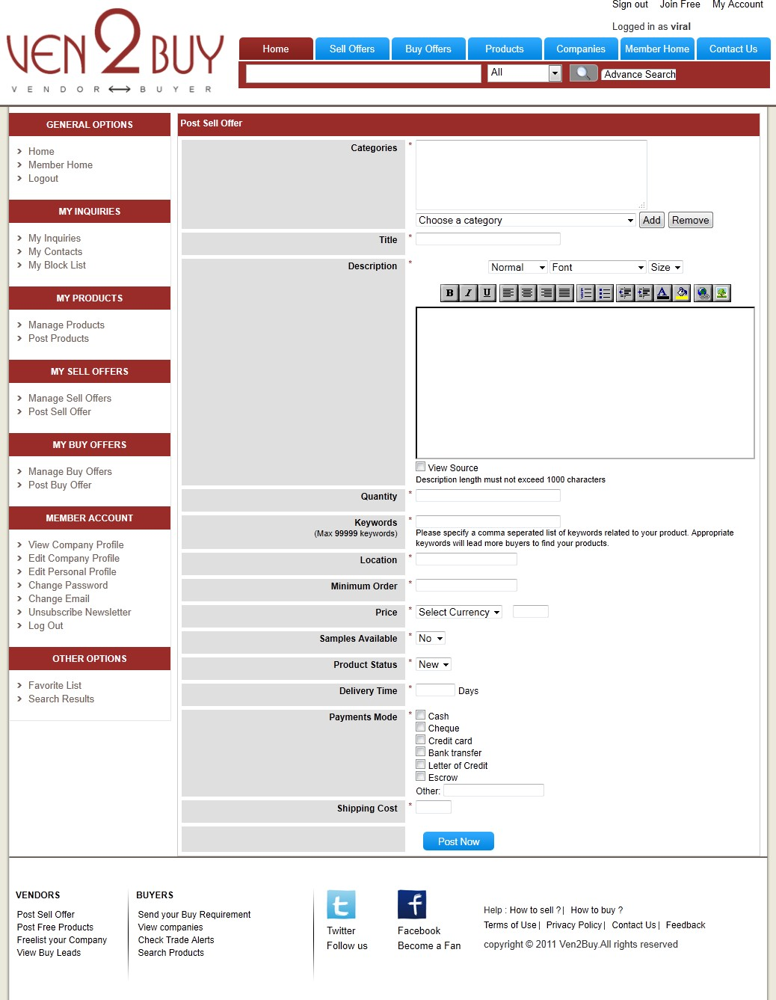 Sign out Join Free My Account
Logged in as viral
VEN2BUY
VENDOR BUYER
Home Sell Offers Buy Offers Products Companies Member Home Contact Us
All Advance Search
GENERAL OPTIONS
Home
Member Home
Logout
MY INQUIRIES
My Inquiries
My Contacts
My Block List
MY PRODUCTS
Manage Products
Post Products
MY SELL OFFERS
Manage Sell Offers
Post Sell Offer
MY BUY OFFERS
Manage Buy Offers
Post Buy Offer
MEMBER ACCOUNT
View Company Profile
Edit Company Profile
Edit Personal Profile
Change Password
Change Email
Unsubscribe Newsletter
Log Out
OTHER OPTIONS
Favorite List
Search Results
Post Sell Offer
Categories *
Choose a category Add Remove
Title *
Description * Normal Font Size
B I U A
View Source
Description length must not exceed 1000 characters
Quantity *
Keywords *
(Max 99999 keywords)
Please specify a comma seperated list of keywords related to your product. Appropriate
keywords will lead more buyers to find your products.
Location *
Minimum Order *
Price * Select Currency
Samples Available * No
Product Status * New
Delivery Time * Days
Payments Mode * Cash
Cheque
Credit card
Bank transfer
Letter of Credit
Escrow
Other:
Shipping Cost *
Post Now
VENDORS
Post Sell Offer
Post Free Products
Freelist your Company
View Buy Leads
BUYERS
Send your Buy Requirement
View companies
Check Trade Alerts
Search Products
t
Twitter
Follow us
f
Facebook
Become a Fan
Help : How to sell ?| How to buy ?
Terms of Use| Privacy Policy| Contact Us| Feedback
copyright © 2011 Ven2Buy.All rights reserved